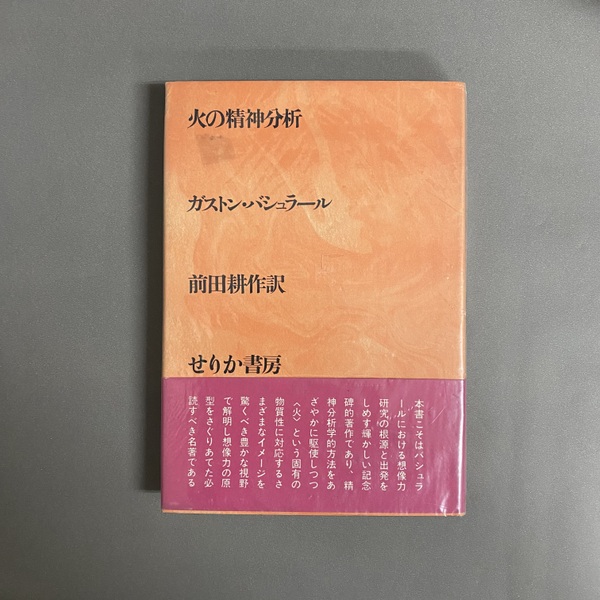 火の精神分析
ガストン・バシュラール
前田耕作訳
せりか書房
本書こそはバシュラ
ールにおける想像力
研究の根源と出発を
しめす輝かしい記念
碑的著作であり、精
神分析学的方法をあ
ざやかに駆使しつつ
〈火〉という固有の
物質性に対応するさ
まざまなイメージを
驚くべき豊かな視野
で解明し想像力の原
型をさぐりあてた必
読すべき名著である